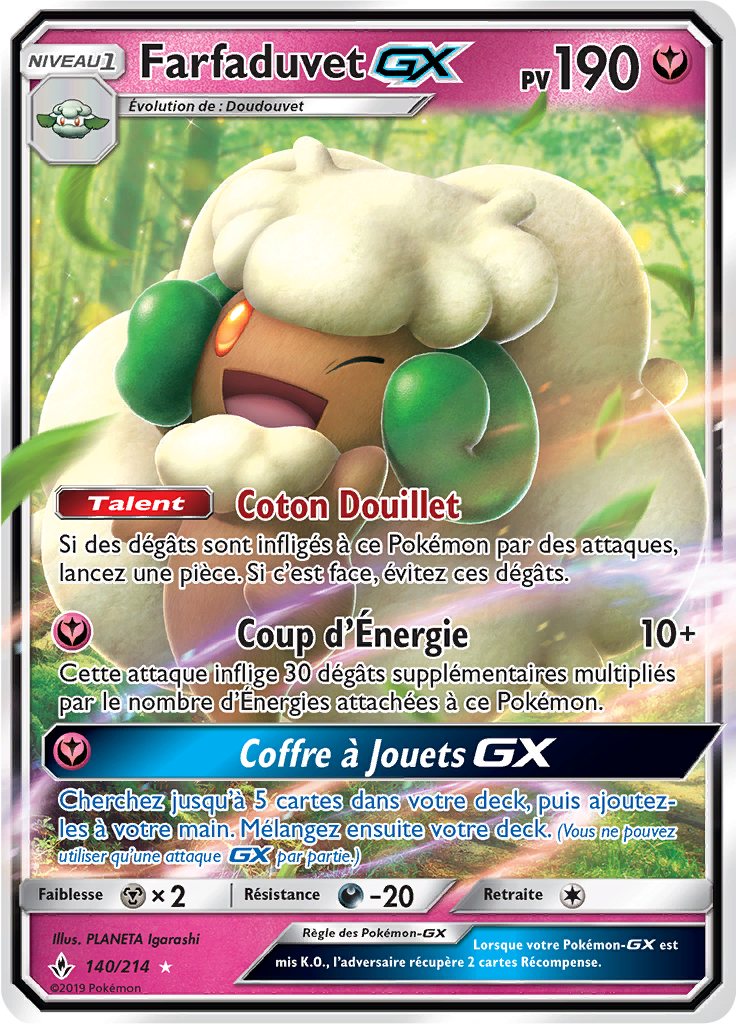 NIVEAU 1
Farfaduvet GX
PV 190
Évolution de : Doudouvet
Talent Coton Douillet
Si des dégâts sont infligés à ce Pokémon par des attaques,
lancez une pièce. Si c'est face, évitez ces dégâts.
Coup d'Énergie 10+
Cette attaque inflige 30 dégâts supplémentaires multipliés
par le nombre d'Énergies attachées à ce Pokémon.
Coffre à Jouets GX
Cherchez jusqu'à 5 cartes dans votre deck, puis ajoutez-
les à votre main. Mélangez ensuite votre deck. (Vous ne pouvez
utiliser qu'une attaque GX par partie.)
Faiblesse × 2 Résistance -20 Retraite
Illus. PLANETA Igarashi
140/214
©2019 Pokémon
Règle des Pokémon-GX
Lorsque votre Pokémon-GX est
mis K.O., l'adversaire récupère 2 cartes Récompense.